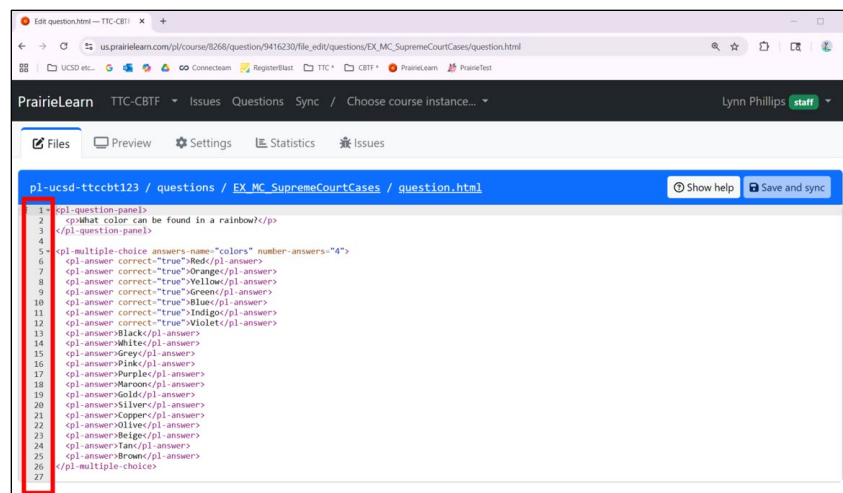 Edit question.html — TTC-CBTF
us.prairielearn.com/pl/course/8268/question/9416230/file_edit/questions/EX_MC_SupremeCourtCases/question.html
UCSD etc. Connecteam RegisterBlast TTC CBTF PrairieLearn PrairieTest
PrairieLearn TTC-CBTF Issues Questions Sync / Choose course instance... Lynn Phillips staff
Files Preview Settings Statistics Issues
pl-ucsd-ttccbt123 / questions / EX_MC_SupremeCourtCases / question.html Show help Save and sync
1 <pl-question-panel>
2 <p>What color can be found in a rainbow?</p>
3 </pl-question-panel>
4
5 <pl-multiple-choice answers-name="colors" number-answers="4">
6 <pl-answer correct="true">Red</pl-answer>
7 <pl-answer correct="true">Orange</pl-answer>
8 <pl-answer correct="true">Yellow</pl-answer>
9 <pl-answer correct="true">Green</pl-answer>
10 <pl-answer correct="true">Blue</pl-answer>
11 <pl-answer correct="true">Indigo</pl-answer>
12 <pl-answer correct="true">Violet</pl-answer>
13 <pl-answer>Black</pl-answer>
14 <pl-answer>White</pl-answer>
15 <pl-answer>Grey</pl-answer>
16 <pl-answer>Pink</pl-answer>
17 <pl-answer>Purple</pl-answer>
18 <pl-answer>Maroon</pl-answer>
19 <pl-answer>Gold</pl-answer>
20 <pl-answer>Silver</pl-answer>
21 <pl-answer>Copper</pl-answer>
22 <pl-answer>Olive</pl-answer>
23 <pl-answer>Beige</pl-answer>
24 <pl-answer>Tan</pl-answer>
25 <pl-answer>Brown</pl-answer>
26 </pl-multiple-choice>
27